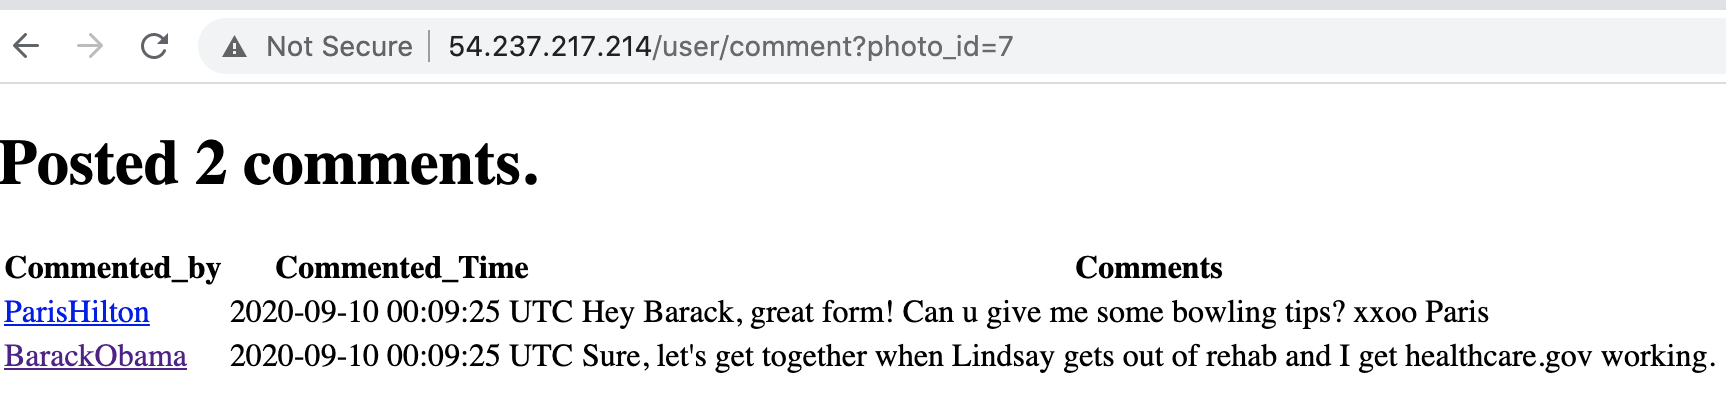 Not Secure | 54.237.217.214/user/comment?photo_id=7
Posted 2 comments.
Commented_by Commented_Time Comments
ParisHilton 2020-09-10 00:09:25 UTC Hey Barack, great form! Can u give me some bowling tips? xxoo Paris
BarackObama 2020-09-10 00:09:25 UTC Sure, let's get together when Lindsay gets out of rehab and I get healthcare.gov working.